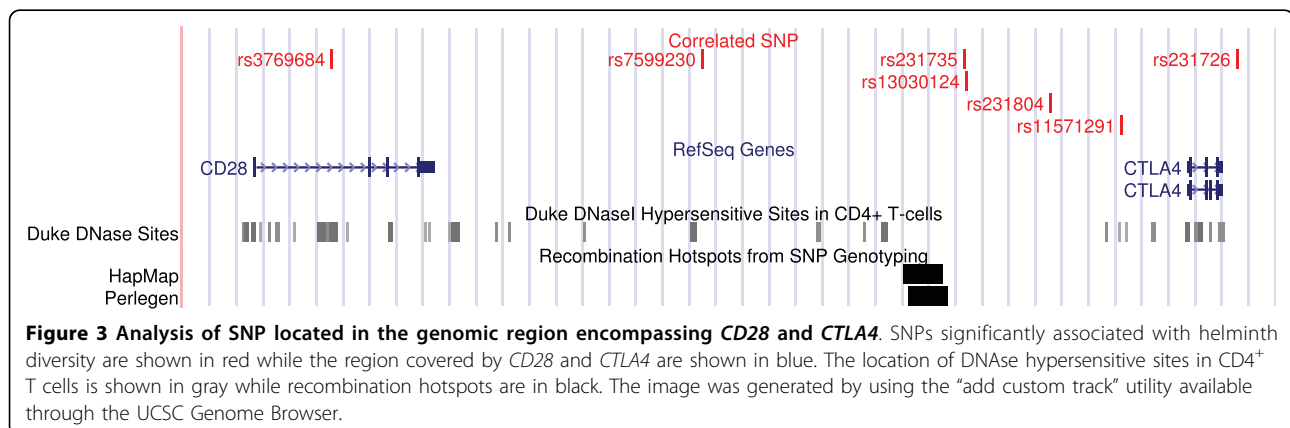 Correlated SNP
rs3769684 rs7599230 rs231735 rs231726
rs13030124
rs231804
rs11571291
RefSeq Genes
CD28 CTLA4
CTLA4
Duke DNaseI Hypersensitive Sites in CD4+ T-cells
Duke DNase Sites
Recombination Hotspots from SNP Genotyping
HapMap
Perlegen
Figure 3 Analysis of SNP located in the genomic region encompassing CD28 and CTLA4. SNPs significantly associated with helminth
diversity are shown in red while the region covered by CD28 and CTLA4 are shown in blue. The location of DNAse hypersensitive sites in CD4+
T cells is shown in gray while recombination hotspots are in black. The image was generated by using the “add custom track” utility available
through the UCSC Genome Browser.